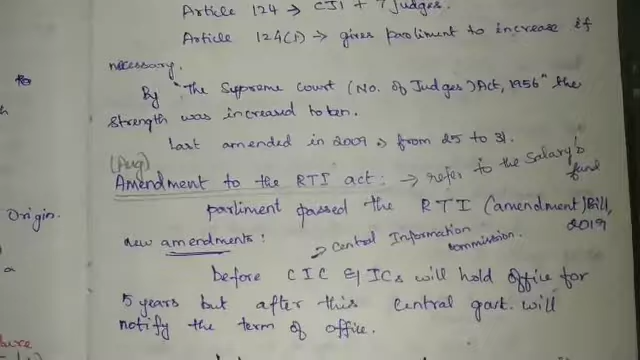 Article 124 → CJI + 7 Judges.
Article 124(1) → gives parliment to increase if
necessary.
By "The Supreme Court (No. of Judges) Act, 1956" the
strength was increased to ten.
Last amended in 2009 → from 25 to 31.
(Aug)
Amendment to the RTI act: → refer to the salary's
fund
parliment passed the RTI (amendment) Bill,
2019
Origin.
new amendments:
→ Central Information
commission.
before CIC & ICs will hold office for
5 years but after this central govt. will
notify the term of office.